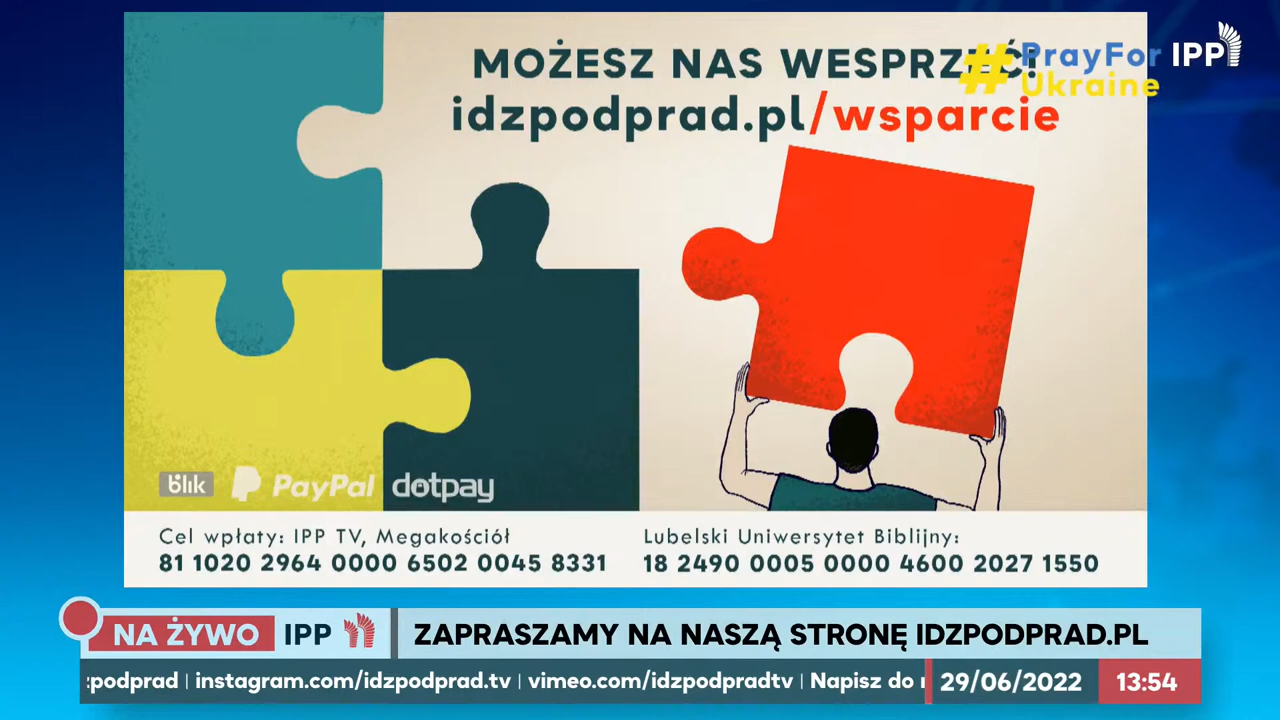 MOŻESZ NAS WESPRZEĆ!
idzpodprad.pl/wsparcie
#PrayFor
Ukraine
IPP
blik PayPal dotpay
Cel wpłaty: IPP TV, Megakościół
81 1020 2964 0000 6502 0045 8331
Lubelski Uniwersytet Biblijny:
18 2490 0005 0000 4600 2027 1550
NA ŻYWO IPP
ZAPRASZAMY NA NASZĄ STRONĘ IDZPODPRAD.PL
zpodprad | instagram.com/idzpodprad.tv | vimeo.com/idzpodpradtv | Napisz do
29/06/2022 13:54